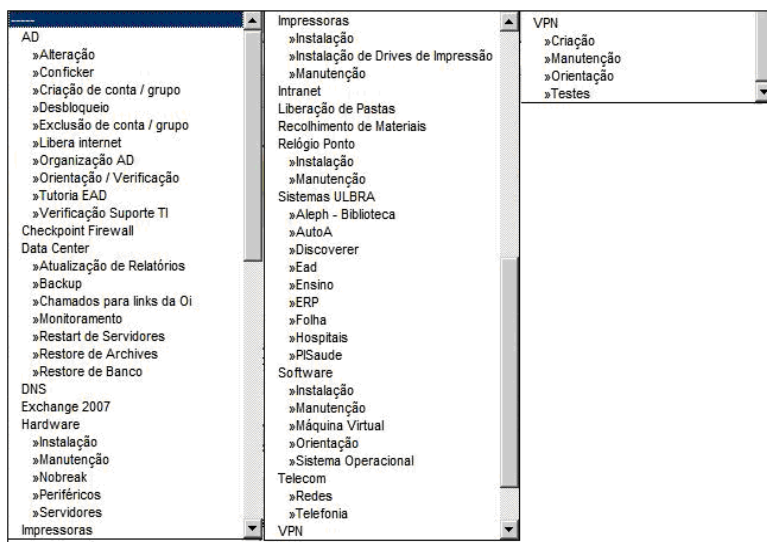 -----
AD
»Alteração
»Conficker
»Criação de conta / grupo
»Desbloqueio
»Exclusão de conta / grupo
»Libera internet
»Organização AD
»Orientação / Verificação
»Tutoria EAD
»Verificação Suporte TI
Checkpoint Firewall
Data Center
»Atualização de Relatórios
»Backup
»Chamados para links da Oi
»Monitoramento
»Restart de Servidores
»Restore de Archives
»Restore de Banco
DNS
Exchange 2007
Hardware
»Instalação
»Manutenção
»Nobreak
»Periféricos
»Servidores
Impressoras
Impressoras
»Instalação
»Instalação de Drives de Impressão
»Manutenção
Intranet
Liberação de Pastas
Recolhimento de Materiais
Relógio Ponto
»Instalação
»Manutenção
Sistemas ULBRA
»Aleph - Biblioteca
»AutoA
»Discoverer
»Ead
»Ensino
»ERP
»Folha
»Hospitais
»PlSaude
Software
»Instalação
»Manutenção
»Máquina Virtual
»Orientação
»Sistema Operacional
Telecom
»Redes
»Telefonia
VPN
VPN
»Criação
»Manutenção
»Orientação
»Testes